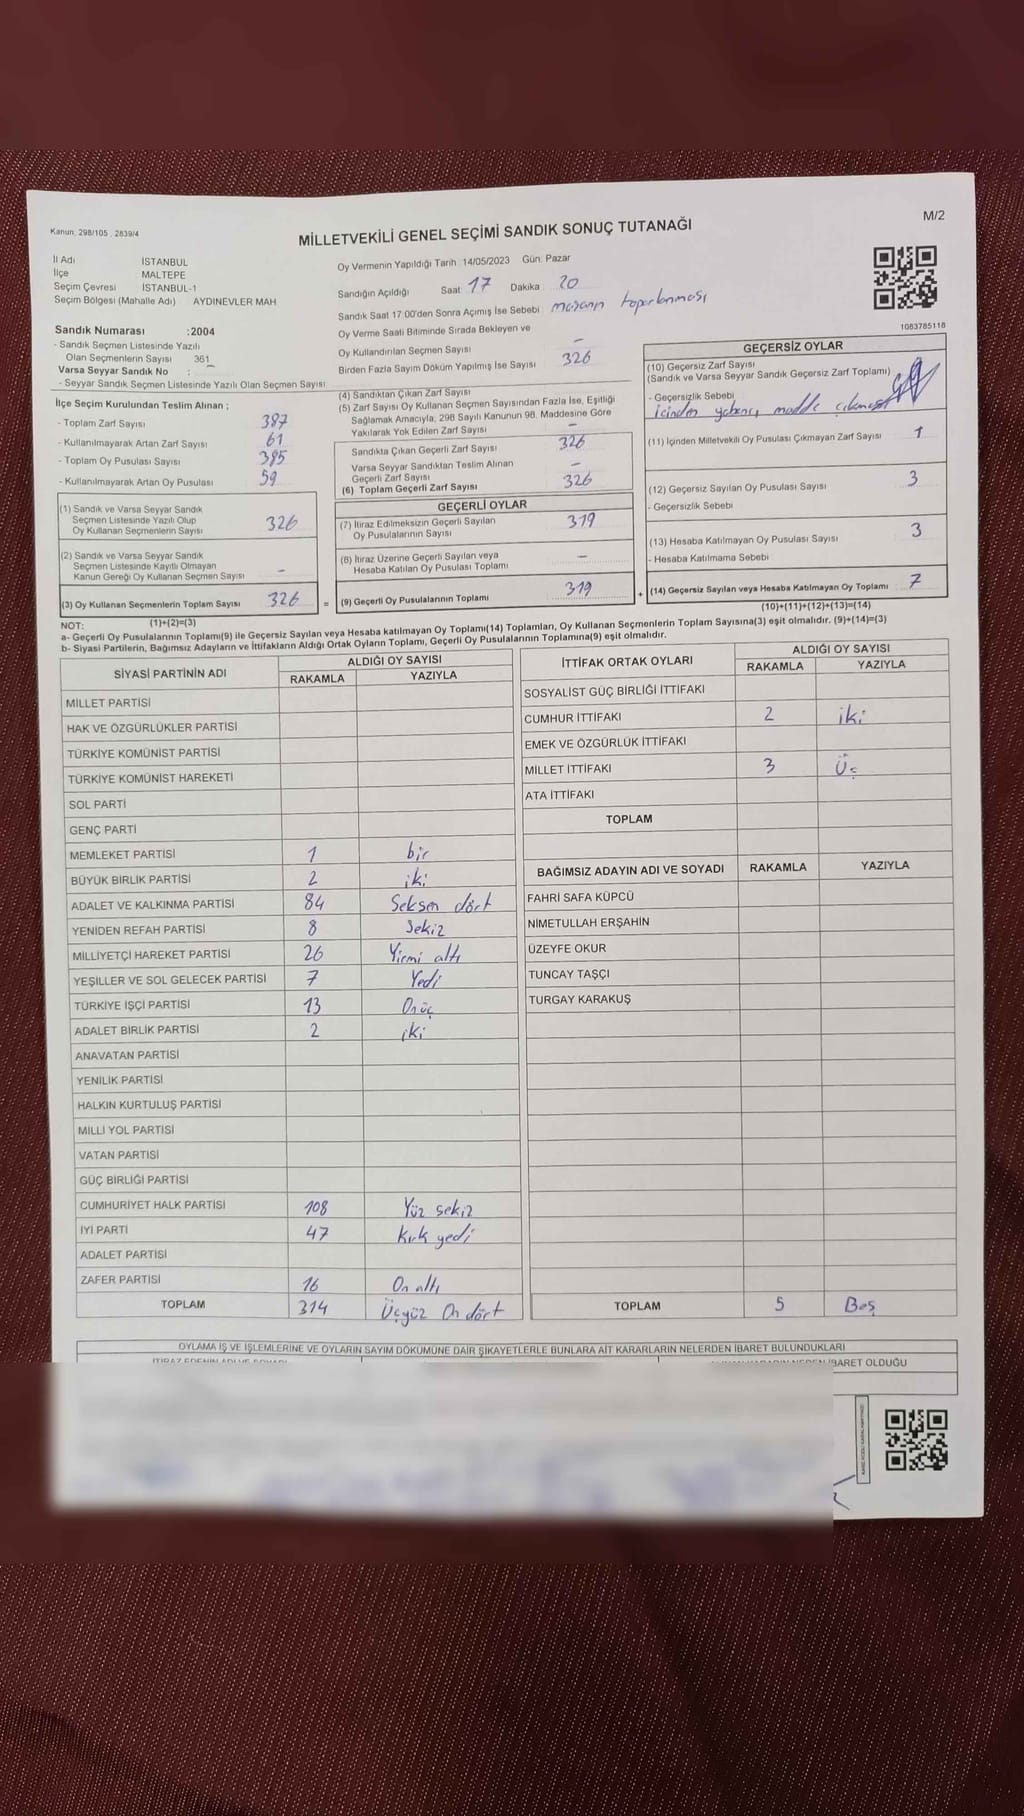 M/2
Kanun, 298/105 , 2839/4
MİLLETVEKİLİ GENEL SEÇİMİ SANDIK SONUÇ TUTANAĞI
İl Adı İSTANBUL
İlçe MALTEPE
Seçim Çevresi İSTANBUL-1
Seçim Bölgesi (Mahalle Adı) AYDINEVLER MAH
Sandık Numarası :2004
- Sandık Seçmen Listesinde Yazılı
Olan Seçmenlerin Sayısı 361
Varsa Seyyar Sandık No : –
- Seyyar Sandık Seçmen Listesinde Yazılı Olan Seçmen Sayısı
Oy Vermenin Yapıldığı Tarih 14/05/2023 Gün: Pazar
Sandığın Açıldığı Saat 17 Dakika 20
Sandık Saat 17:00'den Sonra Açımış İse Sebebi masanın toparlanması
Oy Verme Saati Bitiminde Sırada Bekleyen ve
Oy Kullandırılan Seçmen Sayısı –
Birden Fazla Sayım Döküm Yapılmış İse Sayısı 326
1083785118
İlçe Seçim Kurulundan Teslim Alınan ;
- Toplam Zarf Sayısı 387
- Kullanılmayarak Artan Zarf Sayısı 61
- Toplam Oy Pusulası Sayısı 385
- Kullanılmayarak Artan Oy Pusulası 59
(1) Sandık ve Varsa Seyyar Sandık
Seçmen Listesinde Yazılı Olup
Oy Kullanan Seçmenlerin Sayısı 326
(2) Sandık ve Varsa Seyyar Sandık
Seçmen Listesinde Kayıtlı Olmayan
Kanun Gereği Oy Kullanan Seçmen Sayısı –
(3) Oy Kullanan Seçmenlerin Toplam Sayısı 326 =
(1)+(2)=(3)
(4) Sandıktan Çıkan Zarf Sayısı
(5) Zarf Sayısı Oy Kullanan Seçmen Sayısından Fazla İse, Eşitliği
Sağlamak Amacıyla, 298 Sayılı Kanunun 98. Maddesine Göre
Yakılarak Yok Edilen Zarf Sayısı –
Sandıkta Çıkan Geçerli Zarf Sayısı 326
Varsa Seyyar Sandıktan Teslim Alınan
Geçerli Zarf Sayısı –
(6) Toplam Geçerli Zarf Sayısı 326
GEÇERLİ OYLAR
(7) İtiraz Edilmeksizin Geçerli Sayılan
Oy Pusulalarının Sayısı 319
(8) İtiraz Üzerine Geçerli Sayılan veya
Hesaba Katılan Oy Pusulası Toplamı –
(9) Geçerli Oy Pusulalarının Toplamı 319 +
GEÇERSİZ OYLAR
(10) Geçersiz Zarf Sayısı
(Sandık ve Varsa Seyyar Sandık Geçersiz Zarf Toplamı)
- Geçersizlik Sebebi
içinden yabancı madde çıkması
(11) İçinden Milletvekili Oy Pusulası Çıkmayan Zarf Sayısı 1
(12) Geçersiz Sayılan Oy Pusulası Sayısı 3
- Geçersizlik Sebebi
(13) Hesaba Katılmayan Oy Pusulası Sayısı 3
- Hesaba Katılmama Sebebi
(14) Geçersiz Sayılan veya Hesaba Katılmayan Oy Toplamı 7
(10)+(11)+(12)+(13)=(14)
NOT:
a- Geçerli Oy Pusulalarının Toplamı(9) ile Geçersiz Sayılan veya Hesaba katılmayan Oy Toplamı(14) Toplamları, Oy Kullanan Seçmenlerin Toplam Sayısına(3) eşit olmalıdır. (9)+(14)=(3)
b- Siyasi Partilerin, Bağımsız Adayların ve İttifakların Aldığı Ortak Oyların Toplamı, Geçerli Oy Pusulalarının Toplamına(9) eşit olmalıdır.
SİYASİ PARTİNİN ADI ALDIĞI OY SAYISI
RAKAMLA YAZIYLA
MİLLET PARTİSİ
HAK VE ÖZGÜRLÜKLER PARTİSİ
TÜRKİYE KOMÜNİST PARTİSİ
TÜRKİYE KOMÜNİST HAREKETİ
SOL PARTİ
GENÇ PARTİ
MEMLEKET PARTİSİ 1 bir
BÜYÜK BİRLİK PARTİSİ 2 iki
ADALET VE KALKINMA PARTİSİ 84 Seksen dört
YENİDEN REFAH PARTİSİ 8 Sekiz
MİLLİYETÇİ HAREKET PARTİSİ 26 Yirmi altı
YEŞİLLER VE SOL GELECEK PARTİSİ 7 Yedi
TÜRKİYE İŞÇİ PARTİSİ 13 Onüç
ADALET BİRLİK PARTİSİ 2 iki
ANAVATAN PARTİSİ
YENİLİK PARTİSİ
HALKIN KURTULUŞ PARTİSİ
MİLLİ YOL PARTİSİ
VATAN PARTİSİ
GÜÇ BİRLİĞİ PARTİSİ
CUMHURİYET HALK PARTİSİ 108 Yüz sekiz
İYİ PARTİ 47 Kırk yedi
ADALET PARTİSİ
ZAFER PARTİSİ 16 On altı
TOPLAM 314 Üçyüz On dört
İTTİFAK ORTAK OYLARI ALDIĞI OY SAYISI
RAKAMLA YAZIYLA
SOSYALİST GÜÇ BİRLİĞİ İTTİFAKI
CUMHUR İTTİFAKI 2 iki
EMEK VE ÖZGÜRLÜK İTTİFAKI
MİLLET İTTİFAKI 3 Üç
ATA İTTİFAKI
TOPLAM
BAĞIMSIZ ADAYIN ADI VE SOYADI RAKAMLA YAZIYLA
FAHRİ SAFA KÜPCÜ
NİMETULLAH ERŞAHİN
ÜZEYFE OKUR
TUNCAY TAŞÇI
TURGAY KARAKUŞ
TOPLAM 5 Beş
OYLAMA İŞ VE İŞLEMLERİNE VE OYLARIN SAYIM DÖKÜMÜNE DAİR ŞİKAYETLERLE BUNLARA AİT KARARLARIN NELERDEN İBARET BULUNDUKLARI
İBARET OLDUĞU